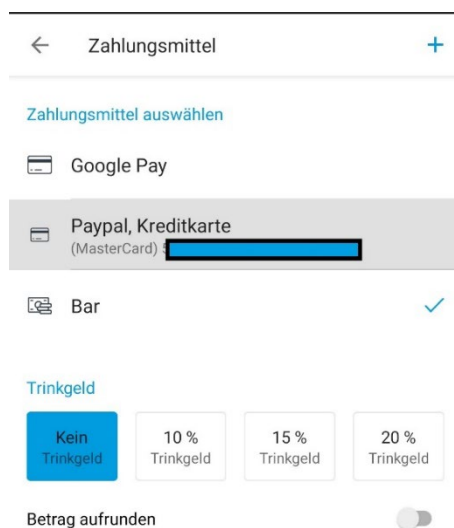 Zahlungsmittel
Zahlungsmittel auswählen
Google Pay
Paypal, Kreditkarte
(MasterCard)
Bar
Trinkgeld
Kein 10 % 15 % 20 %
Trinkgeld Trinkgeld Trinkgeld Trinkgeld
Betrag aufrunden